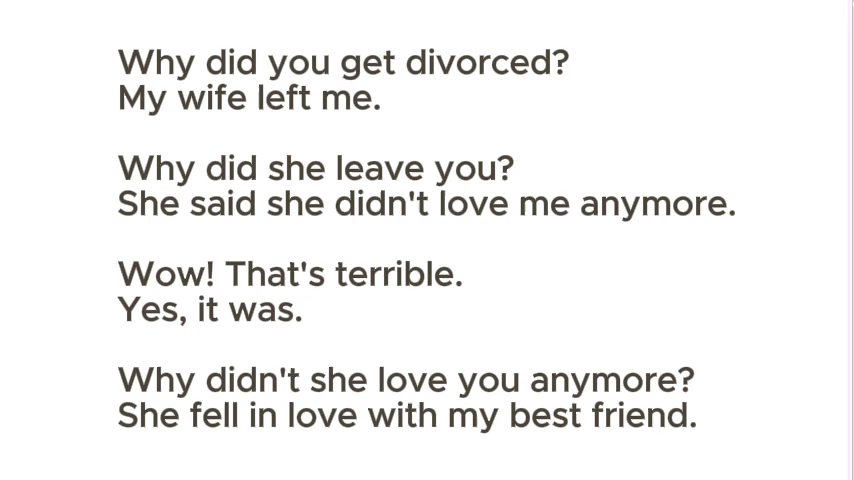 Why did you get divorced?
My wife left me.
Why did she leave you?
She said she didn't love me anymore.
Wow! That's terrible.
Yes, it was.
Why didn't she love you anymore?
She fell in love with my best friend.